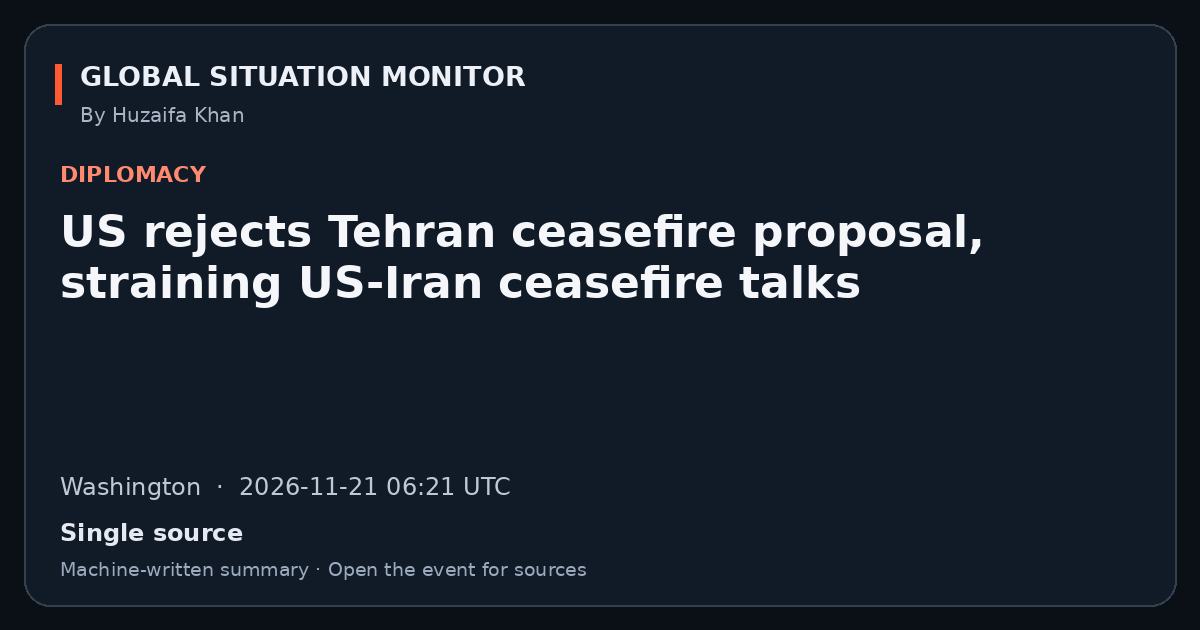 GLOBAL SITUATION MONITOR
By Huzaifa Khan
DIPLOMACY
US rejects Tehran ceasefire proposal,
straining US-Iran ceasefire talks
Washington · 2026-11-21 06:21 UTC
Single source
Machine-written summary · Open the event for sources